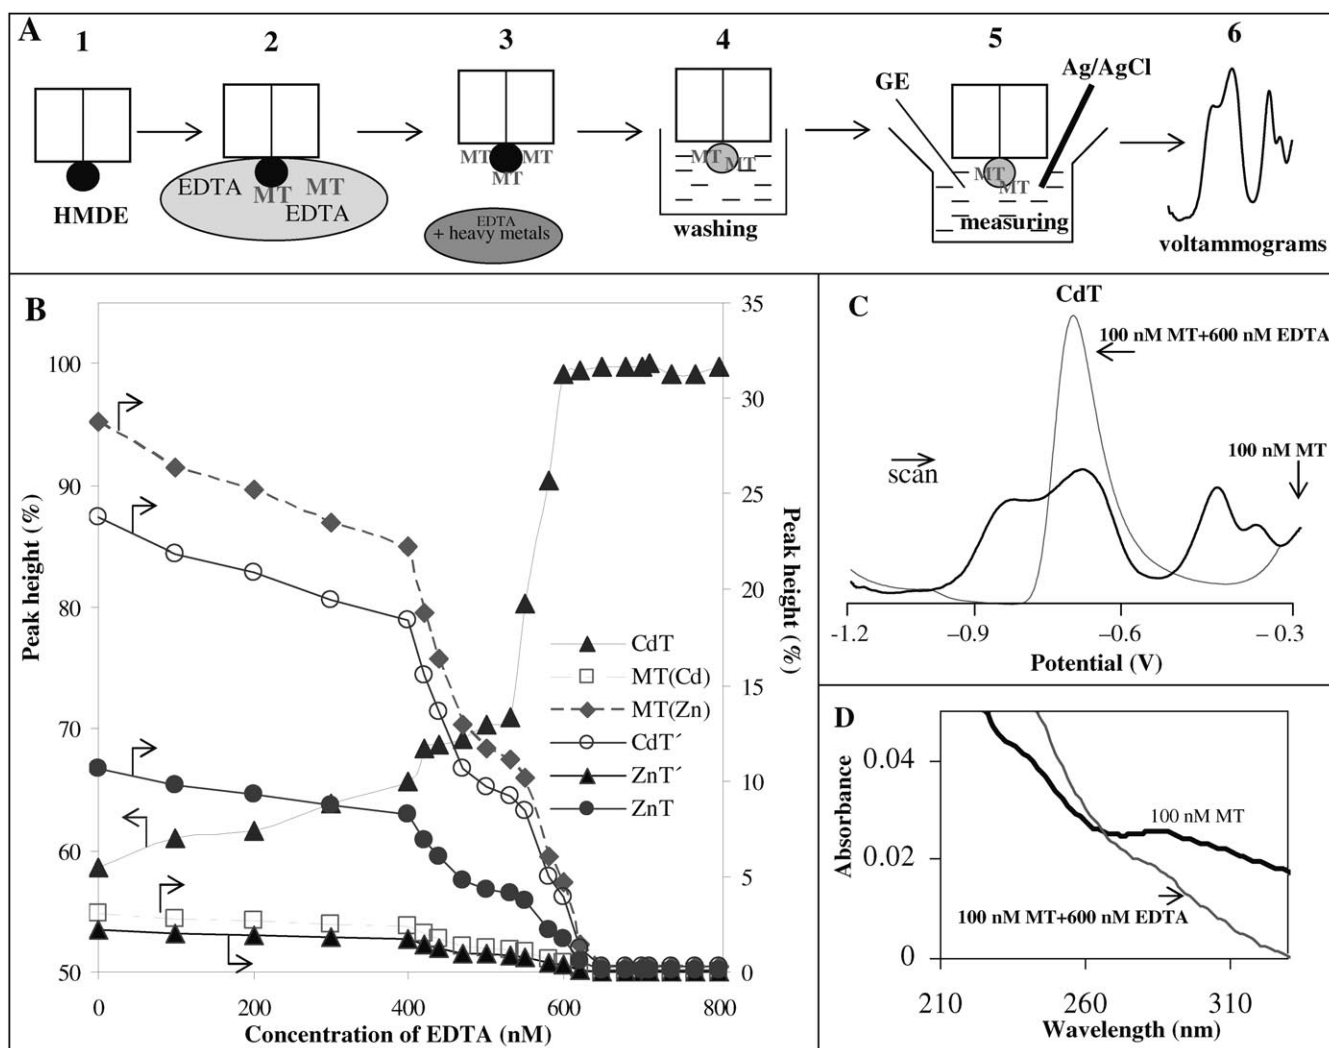 A
1 2 3 4 5 6
HMDE
EDTA
MT
MT
EDTA
MT MT
MT
EDTA
+ heavy metals
MT
MT
washing
GE
Ag/AgCl
MT
MT
measuring
voltammograms
B
Peak height (%)
100
90
80
70
60
50
35
30
25
20
15
10
5
0
Peak height (%)
CdT
MT(Cd)
MT(Zn)
CdT´
ZnT´
ZnT
0 200 400 600 800
Concentration of EDTA (nM)
C
CdT
100 nM MT+600 nM EDTA
100 nM MT
scan
-1.2 –0.9 –0.6 – 0.3
Potential (V)
D
Absorbance
0.04
0.02
0
100 nM MT
100 nM MT+600 nM EDTA
210 260 310
Wavelength (nm)